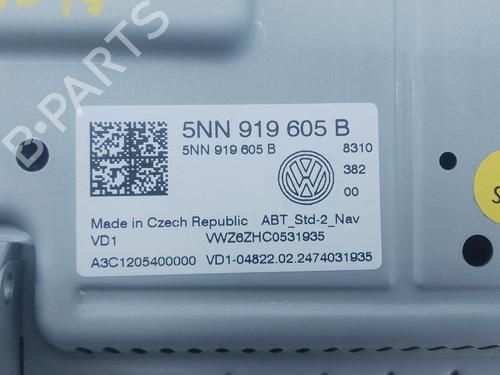 B-PARTS
5NN 919 605 B
5NN 919 605 B 8310
382
00
Made in Czech Republic ABT_Std-2_Nav
VD1 VWZ6ZHC0531935
A3C1205400000 VD1-04822.02.2474031935